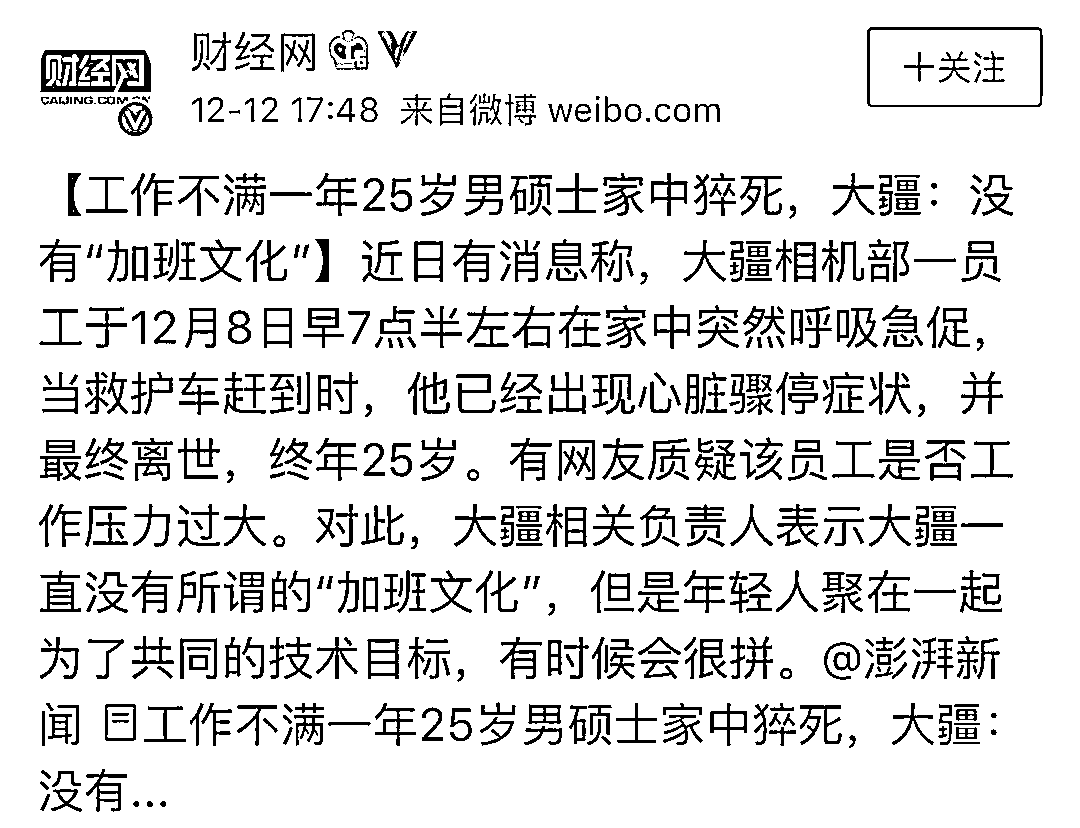 财经网
CAIJING.COM.CN
财经网
12-12 17:48 来自微博 weibo.com
十关注
【工作不满一年25岁男硕士家中猝死，大疆：没
有“加班文化”】近日有消息称，大疆相机部一员
工于12月8日早7点半左右在家中突然呼吸急促，
当救护车赶到时，他已经出现心脏骤停症状，并
最终离世，终年25岁。有网友质疑该员工是否工
作压力过大。对此，大疆相关负责人表示大疆一
直没有所谓的“加班文化”，但是年轻人聚在一起
为了共同的技术目标，有时候会很拼。@澎湃新
闻 工作不满一年25岁男硕士家中猝死，大疆：
没有...